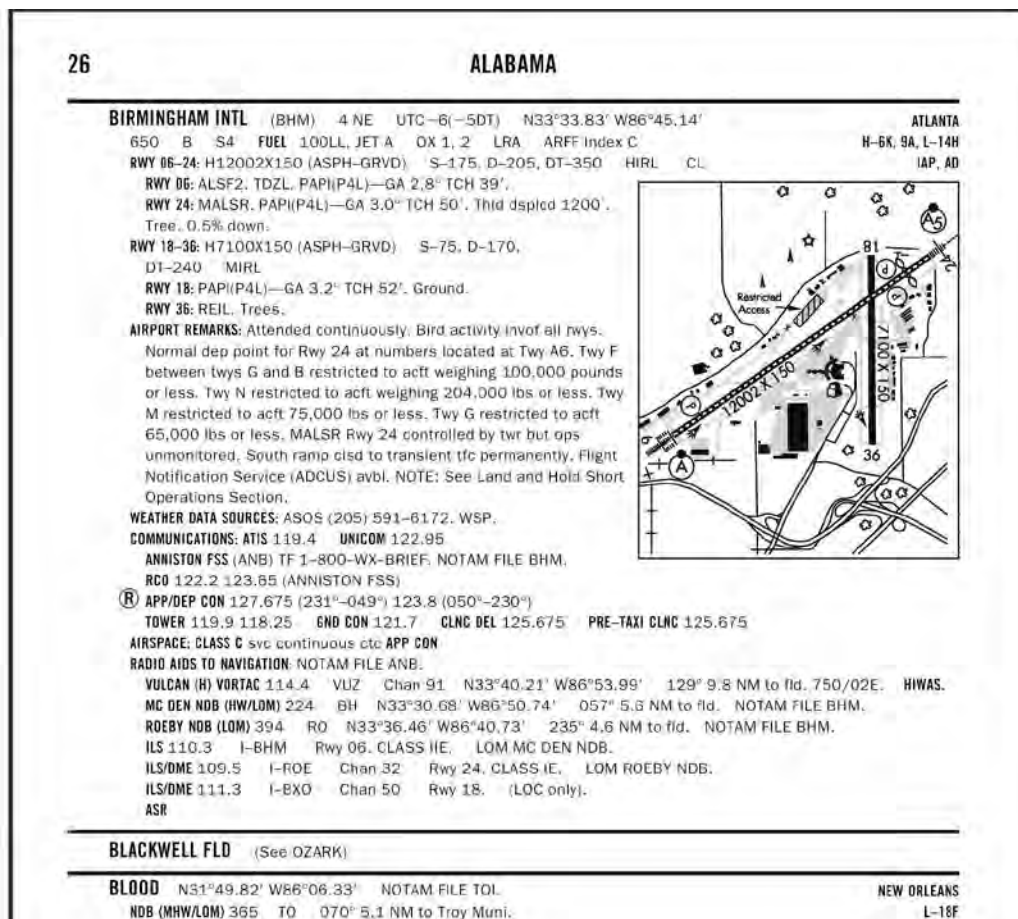 26
ALABAMA
BIRMINGHAM INTL (BHM) 4 NE UTC–6(–5DT) N33°33.83' W86°45.14' ATLANTA
650 B S4 FUEL 100LL, JET A OX 1, 2 LRA ARFF Index C H–6K, 9A, L–14H
RWY 06–24: H12002X150 (ASPH–GRVD) S–175, D–205, DT–350 HIRL CL IAP, AD
RWY 06: ALSF2. TDZL. PAPI(P4L)—GA 2.8° TCH 39'.
RWY 24: MALSR. PAPI(P4L)—GA 3.0° TCH 50'. Thld dsplcd 1200'.
Tree. 0.5% down.
RWY 18–36: H7100X150 (ASPH–GRVD) S–75, D–170,
DT–240 MIRL
RWY 18: PAPI(P4L)—GA 3.2° TCH 52'. Ground.
RWY 36: REIL. Trees.
AIRPORT REMARKS: Attended continuously. Bird activity invof all rwys.
Normal dep point for Rwy 24 at numbers located at Twy A6. Twy F
between twys G and B restricted to acft weighing 100,000 pounds
or less. Twy N restricted to acft weighing 204,000 lbs or less. Twy
M restricted to acft 75,000 lbs or less. Twy G restricted to acft
65,000 lbs or less. MALSR Rwy 24 controlled by twr but ops
unmonitored. South ramp clsd to transient tfc permanently. Flight
Notification Service (ADCUS) avbl. NOTE: See Land and Hold Short
Operations Section.
WEATHER DATA SOURCES: ASOS (205) 591–6172. WSP.
COMMUNICATIONS: ATIS 119.4 UNICOM 122.95
ANNISTON FSS (ANB) TF 1–800–WX–BRIEF. NOTAM FILE BHM.
RCO 122.2 123.65 (ANNISTON FSS)
Ⓡ APP/DEP CON 127.675 (231°–049°) 123.8 (050°–230°)
TOWER 119.9 118.25 GND CON 121.7 CLNC DEL 125.675 PRE–TAXI CLNC 125.675
AIRSPACE: CLASS C svc continuous ctc APP CON
RADIO AIDS TO NAVIGATION: NOTAM FILE ANB.
VULCAN (H) VORTAC 114.4 VUZ Chan 91 N33°40.21' W86°53.99' 129° 9.8 NM to fld. 750/02E. HIWAS.
MC DEN NDB (HW/LOM) 224 BH N33°30.68' W86°50.74' 057° 5.6 NM to fld. NOTAM FILE BHM.
ROEBY NDB (LOM) 394 RO N33°36.46' W86°40.73' 235° 4.6 NM to fld. NOTAM FILE BHM.
ILS 110.3 I–BHM Rwy 06. CLASS IIE. LOM MC DEN NDB.
ILS/DME 109.5 I–ROE Chan 32 Rwy 24. CLASS IE. LOM ROEBY NDB.
ILS/DME 111.3 I–BXO Chan 50 Rwy 18. (LOC only).
ASR
A5
18
24
P
P
Restricted
Access
7100 X 150
12002 X 150
P
6
36
A
BLACKWELL FLD (See OZARK)
BLOOD N31°49.82' W86°06.33' NOTAM FILE TOI. NEW ORLEANS
NDB (MHW/LOM) 365 TO 070° 5.1 NM to Troy Muni. L–18F